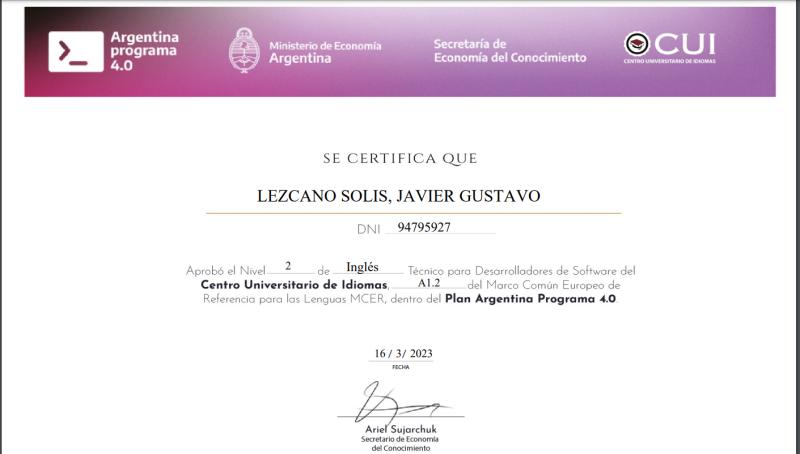 Argentina
programa
4.0
Ministerio de Economía
Argentina
Secretaría de
Economía del Conocimiento
CUI
CENTRO UNIVERSITARIO DE IDIOMAS
SE CERTIFICA QUE
LEZCANO SOLIS, JAVIER GUSTAVO
DNI 94795927
Aprobó el Nivel 2 de Inglés Técnico para Desarrolladores de Software del
Centro Universitario de Idiomas, A1.2 del Marco Común Europeo de
Referencia para las Lenguas MCER, dentro del Plan Argentina Programa 4.0.
16 / 3 / 2023
FECHA
Ariel Sujarchuk
Secretario de Economía
del Conocimiento